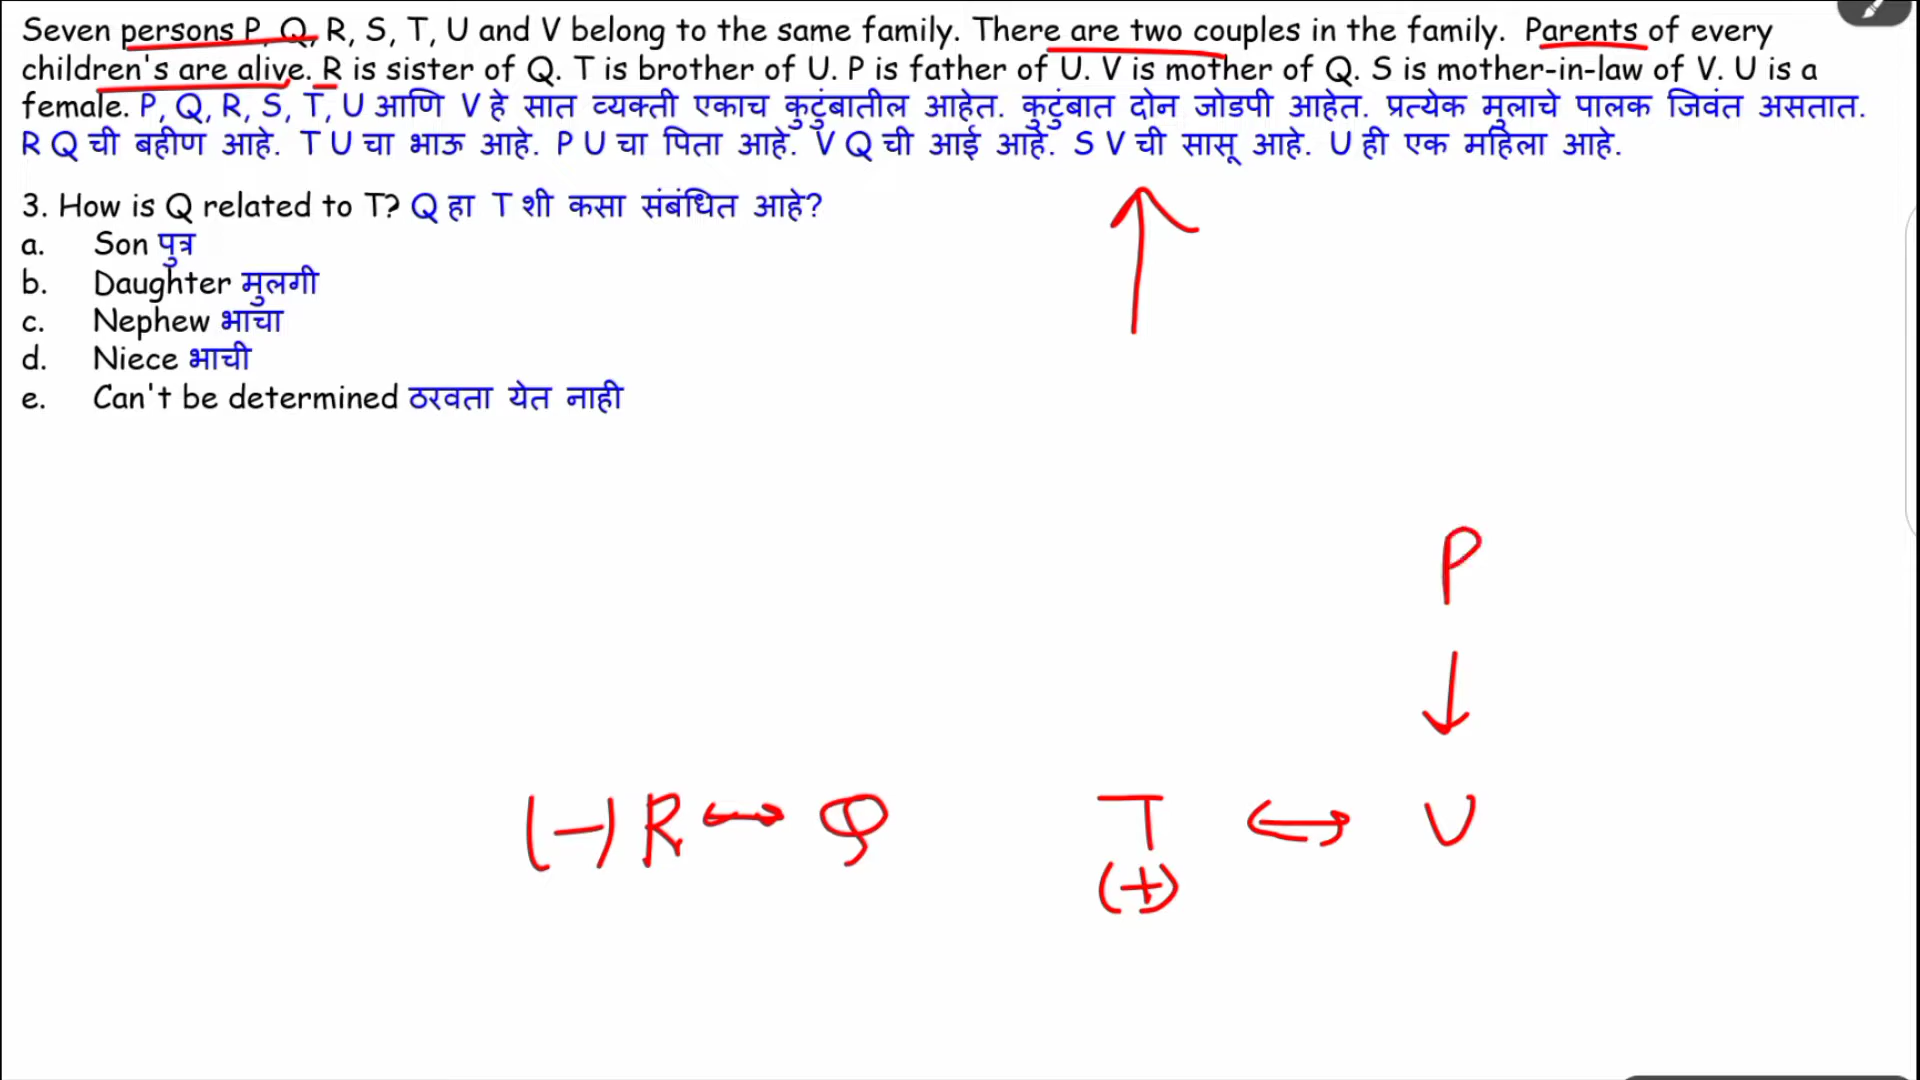 Seven persons P, Q, R, S, T, U and V belong to the same family. There are two couples in the family. Parents of every
children's are alive. R is sister of Q. T is brother of U. P is father of U. V is mother of Q. S is mother-in-law of V. U is a
female. P, Q, R, S, T, U आणि V हे सात व्यक्ती एकाच कुटुंबातील आहेत. कुटुंबात दोन जोडपी आहेत. प्रत्येक मुलाचे पालक जिवंत असतात.
R Q ची बहीण आहे. T U चा भाऊ आहे. P U चा पिता आहे. V Q ची आई आहे. S V ची सासू आहे. U ही एक महिला आहे.
3. How is Q related to T? Q हा T शी कसा संबंधित आहे?
a. Son पुत्र
b. Daughter मुलगी
c. Nephew भाचा
d. Niece भाची
e. Can't be determined ठरवता येत नाही
P
(-) R ↔ Q T ↔ U
(+)